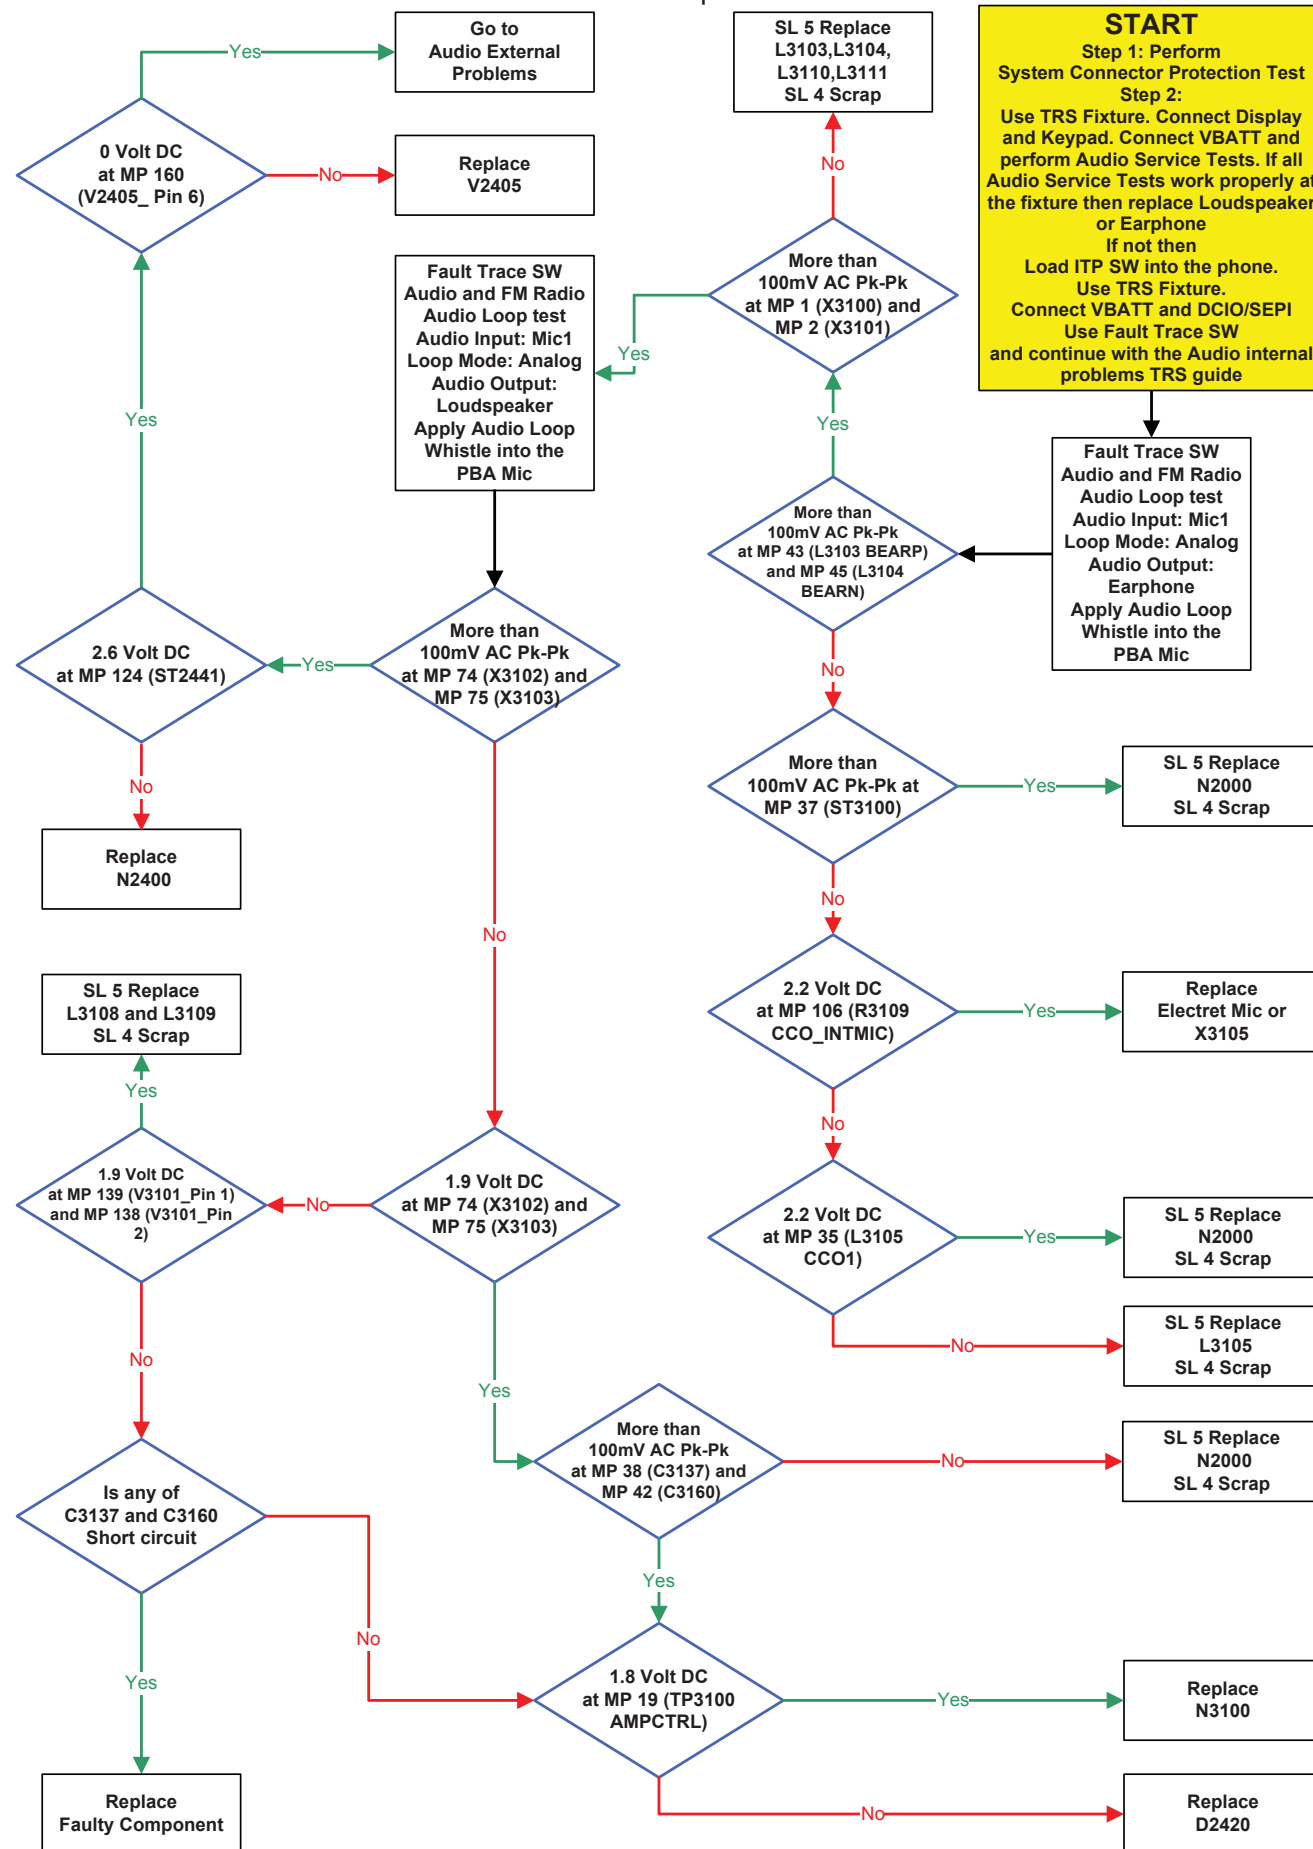 START
Step 1: Perform
System Connector Protection Test
Step 2:
Use TRS Fixture. Connect Display
and Keypad. Connect VBATT and
perform Audio Service Tests. If all
Audio Service Tests work properly at
the fixture then replace Loudspeaker
or Earphone
If not then
Load ITP SW into the phone.
Use TRS Fixture.
Connect VBATT and DCIO/SEPI
Use Fault Trace SW
and continue with the Audio internal
problems TRS guide
Fault Trace SW
Audio and FM Radio
Audio Loop test
Audio Input: Mic1
Loop Mode: Analog
Audio Output:
Earphone
Apply Audio Loop
Whistle into the
PBA Mic
More than
100mV AC Pk-Pk
at MP 43 (L3103 BEARP)
and MP 45 (L3104
BEARN)
Yes
No
More than
100mV AC Pk-Pk
at MP 1 (X3100) and
MP 2 (X3101)
No
Yes
SL 5 Replace
L3103,L3104,
L3110,L3111
SL 4 Scrap
Fault Trace SW
Audio and FM Radio
Audio Loop test
Audio Input: Mic1
Loop Mode: Analog
Audio Output:
Loudspeaker
Apply Audio Loop
Whistle into the
PBA Mic
More than
100mV AC Pk-Pk
at MP 74 (X3102) and
MP 75 (X3103)
Yes
No
2.6 Volt DC
at MP 124 (ST2441)
Yes
No
Replace
N2400
0 Volt DC
at MP 160
(V2405_ Pin 6)
Yes
No
Go to
Audio External
Problems
Replace
V2405
More than
100mV AC Pk-Pk at
MP 37 (ST3100)
Yes
No
SL 5 Replace
N2000
SL 4 Scrap
2.2 Volt DC
at MP 106 (R3109
CCO_INTMIC)
Yes
No
Replace
Electret Mic or
X3105
2.2 Volt DC
at MP 35 (L3105
CCO1)
Yes
No
SL 5 Replace
N2000
SL 4 Scrap
SL 5 Replace
L3105
SL 4 Scrap
1.9 Volt DC
at MP 74 (X3102) and
MP 75 (X3103)
No
Yes
1.9 Volt DC
at MP 139 (V3101_Pin 1)
and MP 138 (V3101_Pin
2)
Yes
No
SL 5 Replace
L3108 and L3109
SL 4 Scrap
Is any of
C3137 and C3160
Short circuit
Yes
No
Replace
Faulty Component
More than
100mV AC Pk-Pk
at MP 38 (C3137) and
MP 42 (C3160)
No
Yes
SL 5 Replace
N2000
SL 4 Scrap
1.8 Volt DC
at MP 19 (TP3100
AMPCTRL)
Yes
No
Replace
N3100
Replace
D2420